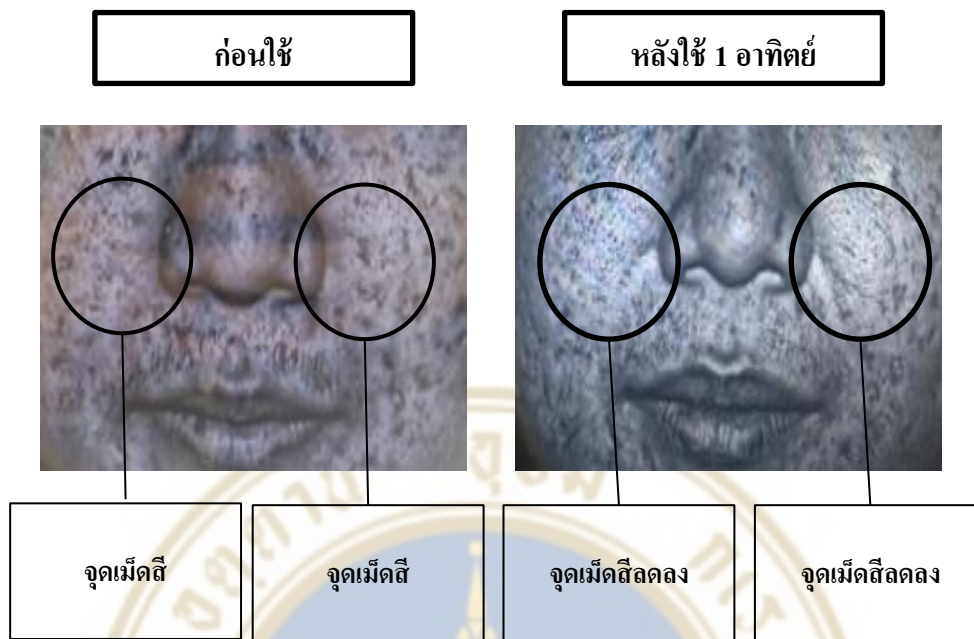 ก่อนใช้
หลังใช้ 1 อาทิตย์
จุดเม็ดสี
จุดเม็ดสี
จุดเม็ดสีลดลง
จุดเม็ดสีลดลง